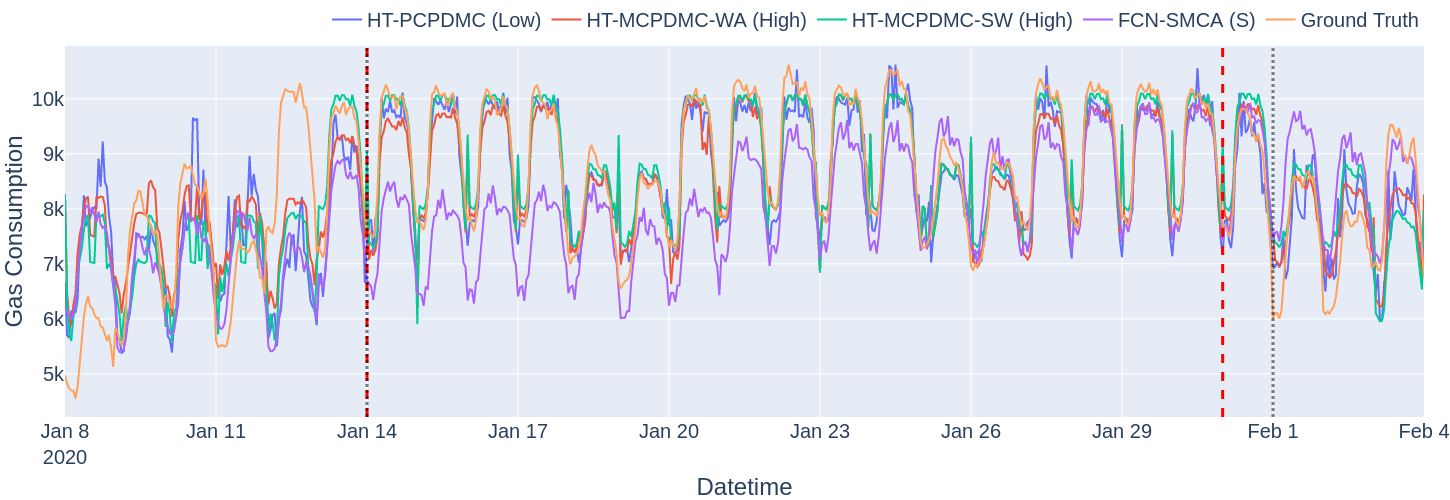 HT-PCPDMC (Low) HT-MCPDMC-WA (High) HT-MCPDMC-SW (High) FCN-SMCA (S) Ground Truth
Gas Consumption
10k
9k
8k
7k
6k
5k
Jan 8 Jan 11 Jan 14 Jan 17 Jan 20 Jan 23 Jan 26 Jan 29 Feb 1 Feb 4
2020
Datetime